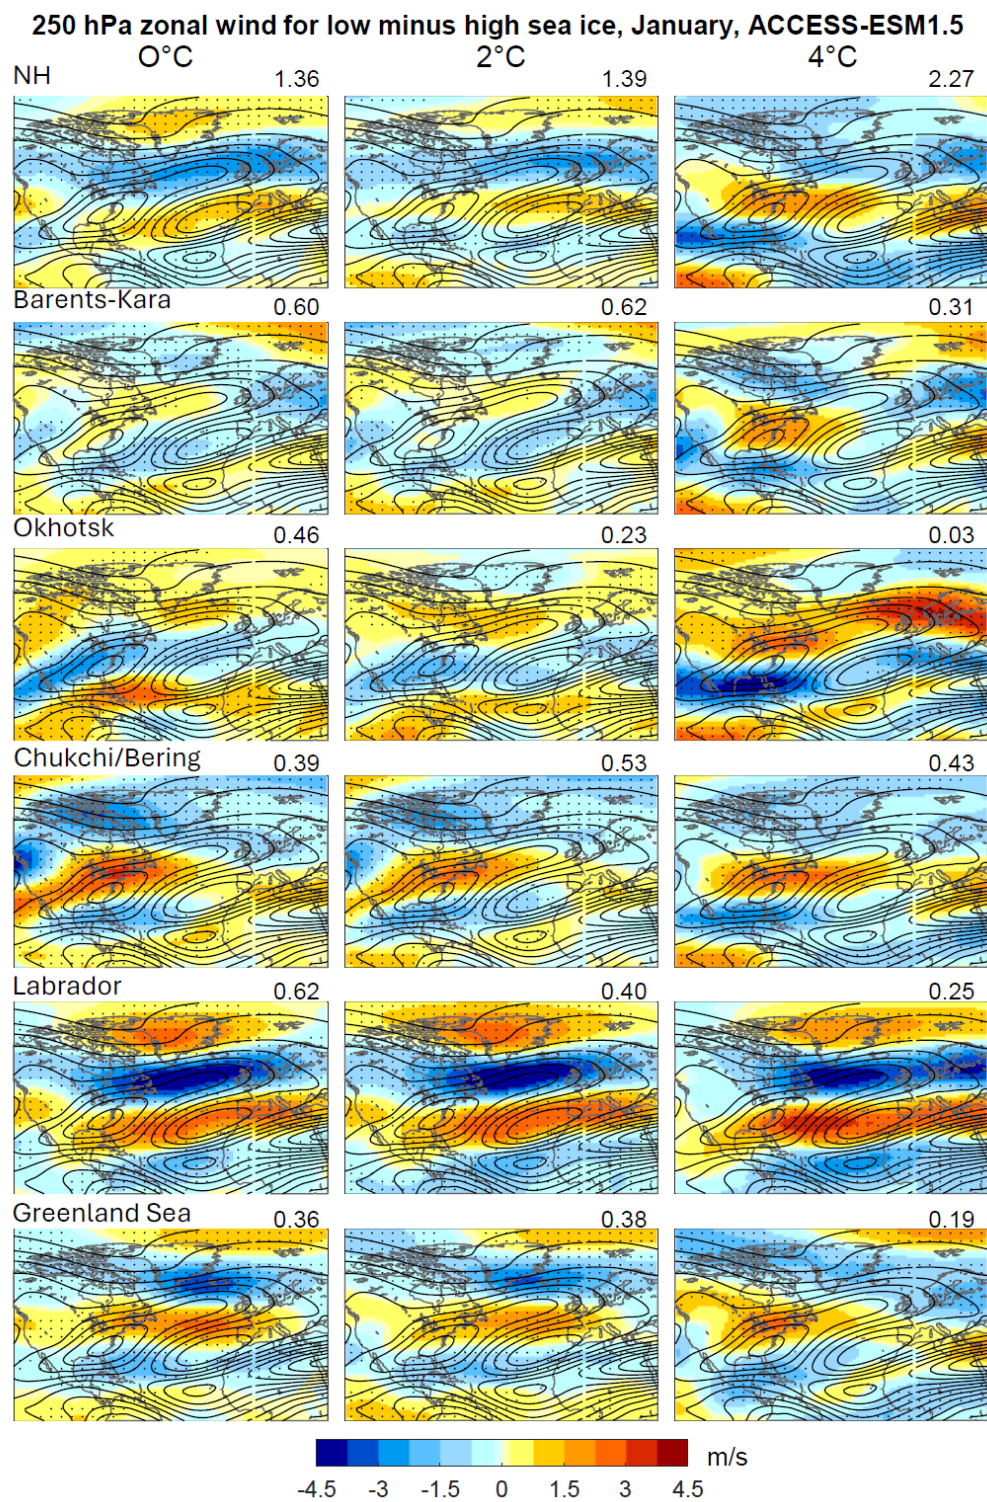 250 hPa zonal wind for low minus high sea ice, January, ACCESS-ESM1.5
O°C 2°C 4°C
NH 1.36 1.39 2.27
Barents-Kara 0.60 0.62 0.31
Okhotsk 0.46 0.23 0.03
Chukchi/Bering 0.39 0.53 0.43
Labrador 0.62 0.40 0.25
Greenland Sea 0.36 0.38 0.19
m/s
-4.5 -3 -1.5 0 1.5 3 4.5